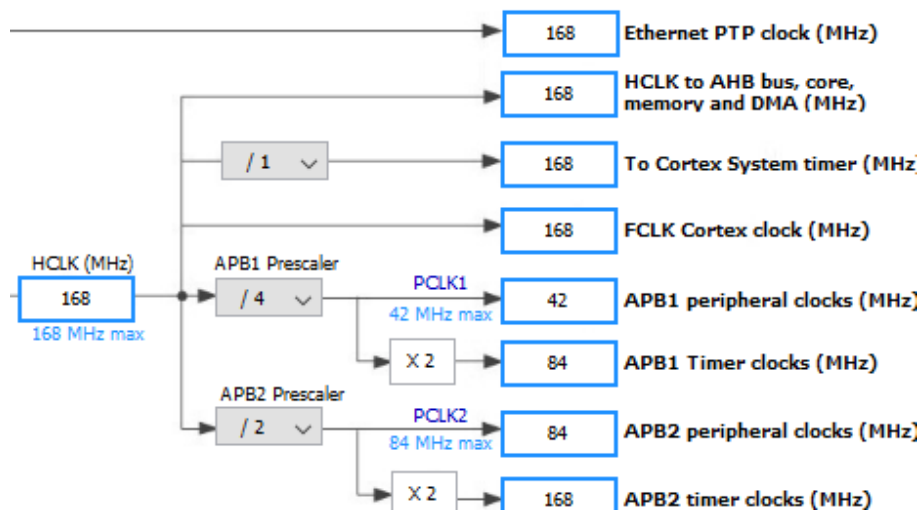 168 Ethernet PTP clock (MHz)
168 HCLK to AHB bus, core,
memory and DMA (MHz)
/ 1 168 To Cortex System timer (MHz)
168 FCLK Cortex clock (MHz)
HCLK (MHz) APB1 Prescaler
168 / 4 PCLK1 42 APB1 peripheral clocks (MHz)
168 MHz max 42 MHz max
X 2 84 APB1 Timer clocks (MHz)
APB2 Prescaler
/ 2 PCLK2 84 APB2 peripheral clocks (MHz)
84 MHz max
X 2 168 APB2 timer clocks (MHz)